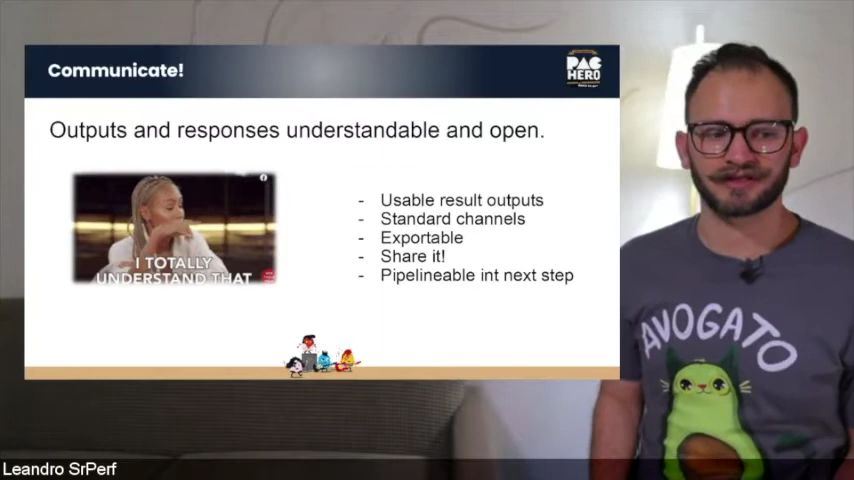 Communicate!
PAC
HERO
Outputs and responses understandable and open.
I TOTALLY
UNDERSTAND THAT
- Usable result outputs
- Standard channels
- Exportable
- Share it!
- Pipelineable int next step
AVOGATO
Leandro SrPerf